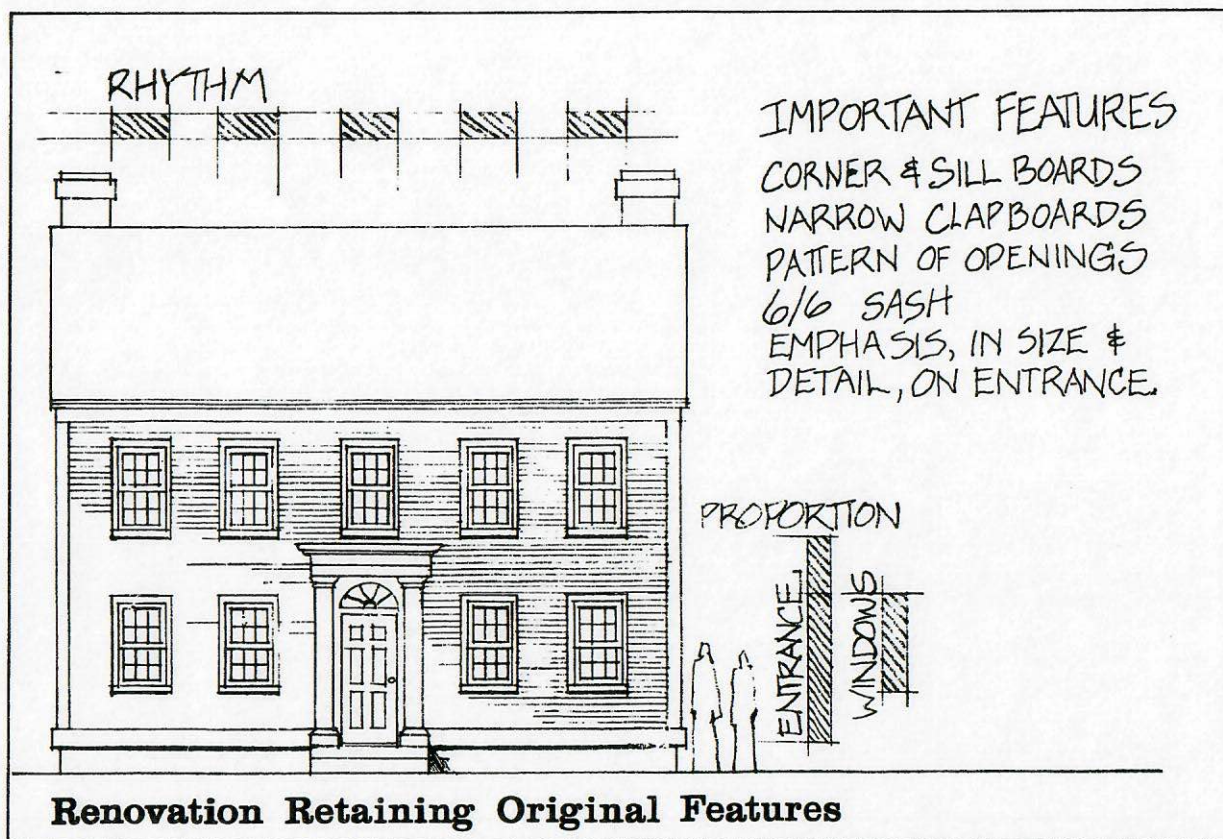 RHYTHM
IMPORTANT FEATURES
CORNER & SILL BOARDS
NARROW CLAPBOARDS
PATTERN OF OPENINGS
6/6 SASH
EMPHASIS, IN SIZE &
DETAIL, ON ENTRANCE.
PROPORTION
ENTRANCE
WINDOWS
Renovation Retaining Original Features